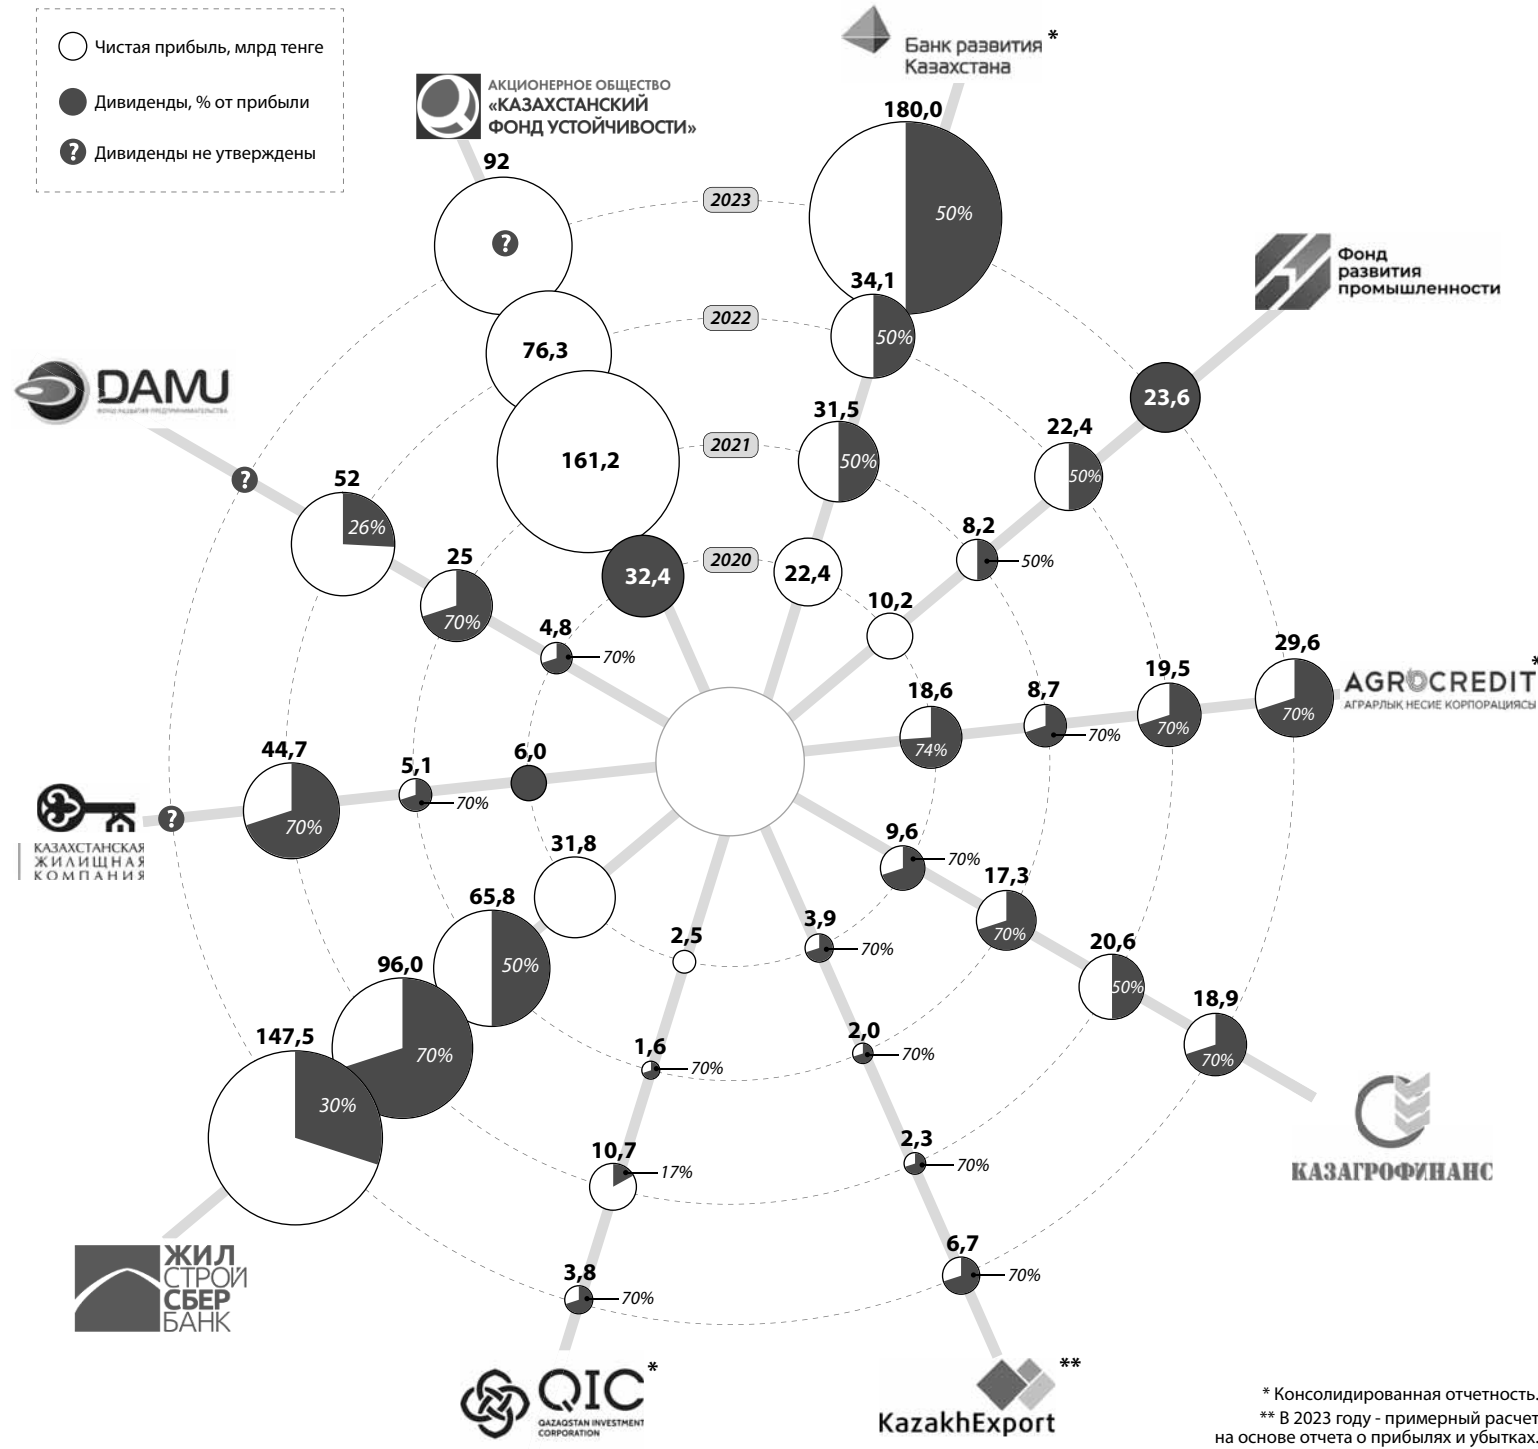 Чистая прибыль, млрд тенге
Дивиденды, % от прибыли
? Дивиденды не утверждены
АКЦИОНЕРНОЕ ОБЩЕСТВО
«КАЗАХСТАНСКИЙ
ФОНД УСТОЙЧИВОСТИ»
92
?
76,3
161,2
32,4
Банк развития *
Казахстана
180,0
50%
34,1
50%
31,5
50%
22,4
2023
2022
2021
2020
Фонд
развития
промышленности
23,6
22,4
50%
8,2
50%
10,2
*
AGROCREDIT
АГРАРЛЫҚ НЕСИЕ КОРПОРАЦИЯСЫ
29,6
70%
19,5
70%
8,7
70%
18,6
74%
DAMU
?
52
26%
25
70%
4,8
70%
КАЗАХСТАНСКАЯ
ЖИЛИЩНАЯ
КОМПАНИЯ
?
44,7
70%
5,1
70%
6,0
31,8
65,8
50%
96,0
70%
147,5
30%
ЖИЛ
СТРОЙ
СБЕР
БАНК
2,5
1,6
70%
10,7
17%
3,8
70%
QIC *
QAZAQSTAN INVESTMENT
CORPORATION
3,9
70%
2,0
70%
2,3
70%
6,7
70%
**
KazakhExport
9,6
70%
17,3
70%
20,6
50%
18,9
70%
КАЗАГРОФИНАНС
* Консолидированная отчетность.
** В 2023 году - примерный расчет
на основе отчета о прибылях и убытках.